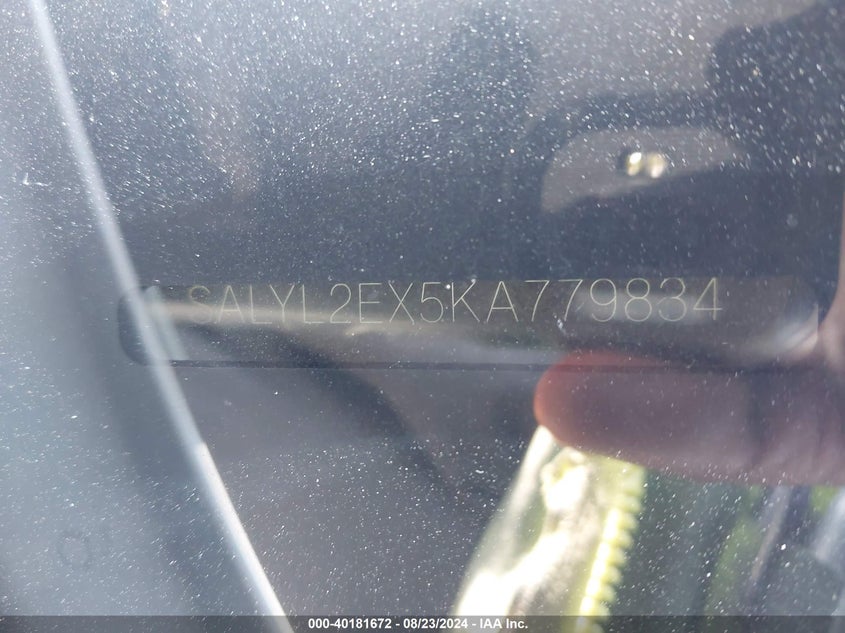 SALYL2EX5KA779834
000-40181672 - 08/23/2024 - IAA Inc.